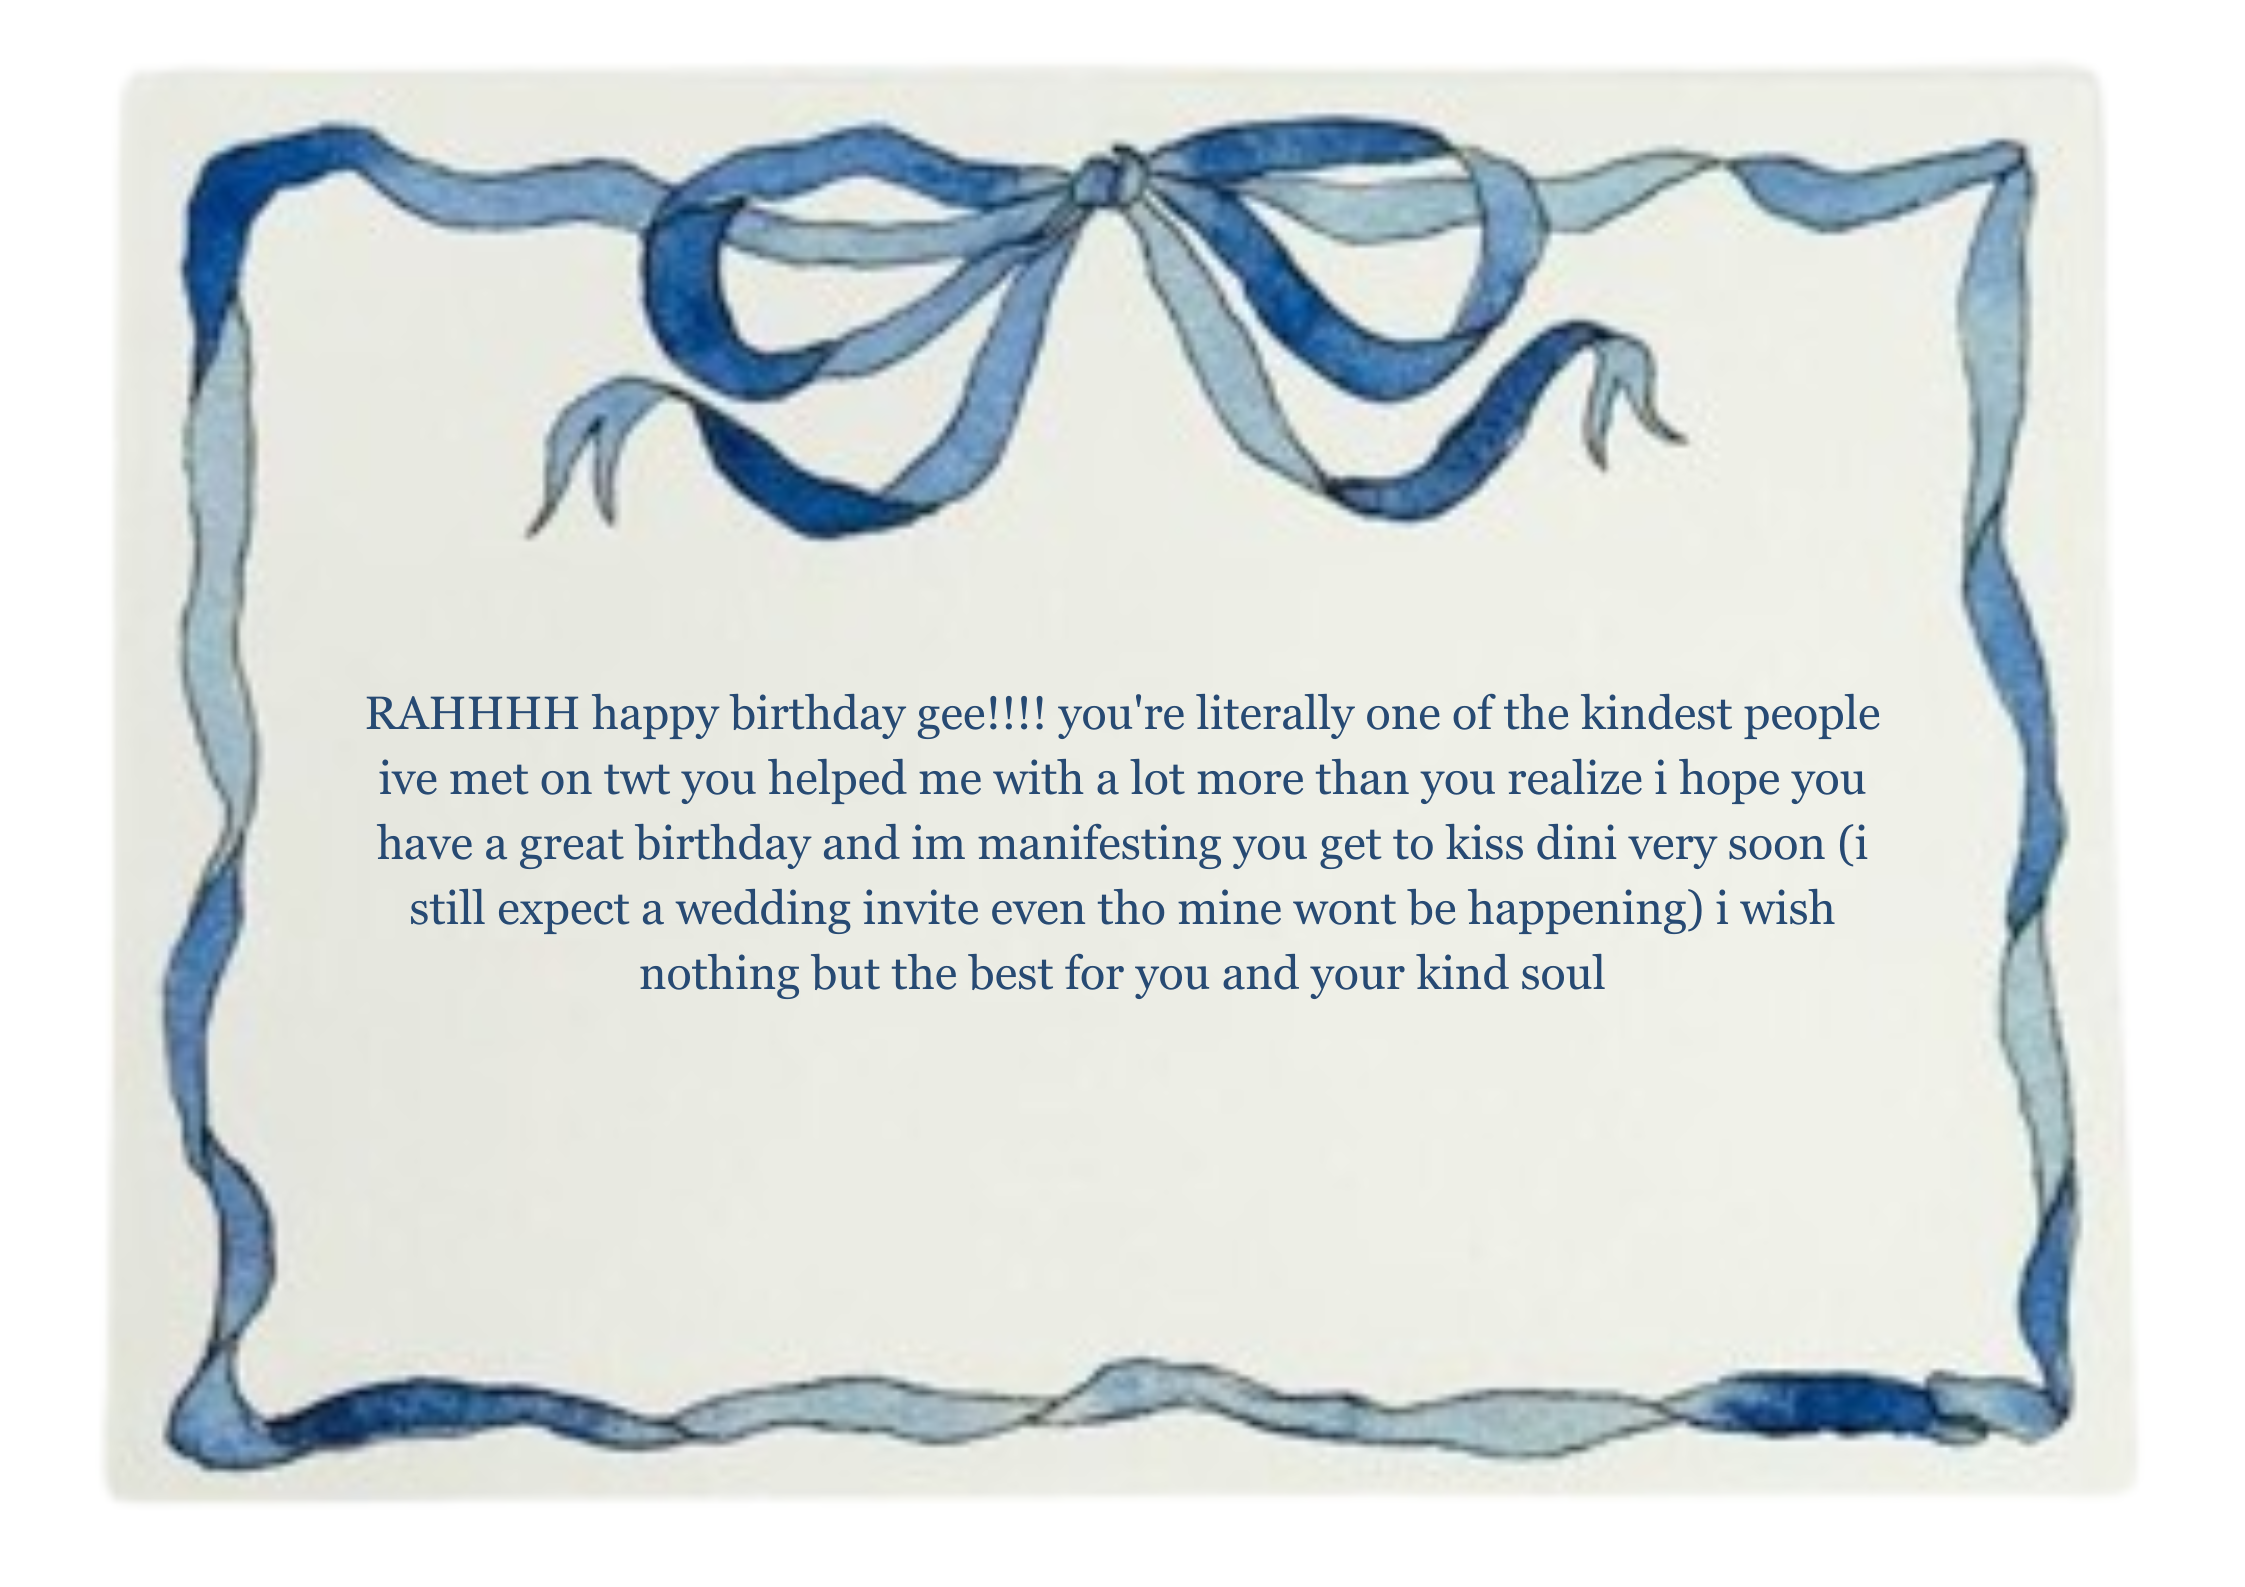 RAHHHH happy birthday gee!!!! you're literally one of the kindest people
ive met on twt you helped me with a lot more than you realize i hope you
have a great birthday and im manifesting you get to kiss dini very soon (i
still expect a wedding invite even tho mine wont be happening) i wish
nothing but the best for you and your kind soul